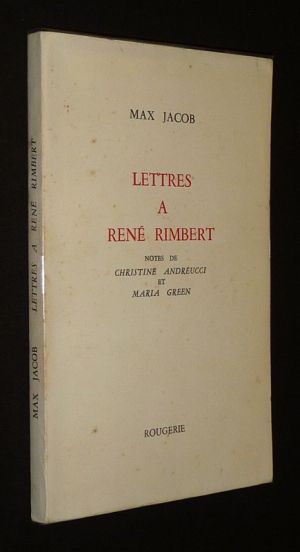 MAX JACOB
LETTRES
A
RENÉ RIMBERT
NOTES DE
CHRISTINE ANDREUCCI
ET
MARIA GREEN
ROUGERIE
MAX JACOB LETTRES A RENÉ RIMBERT